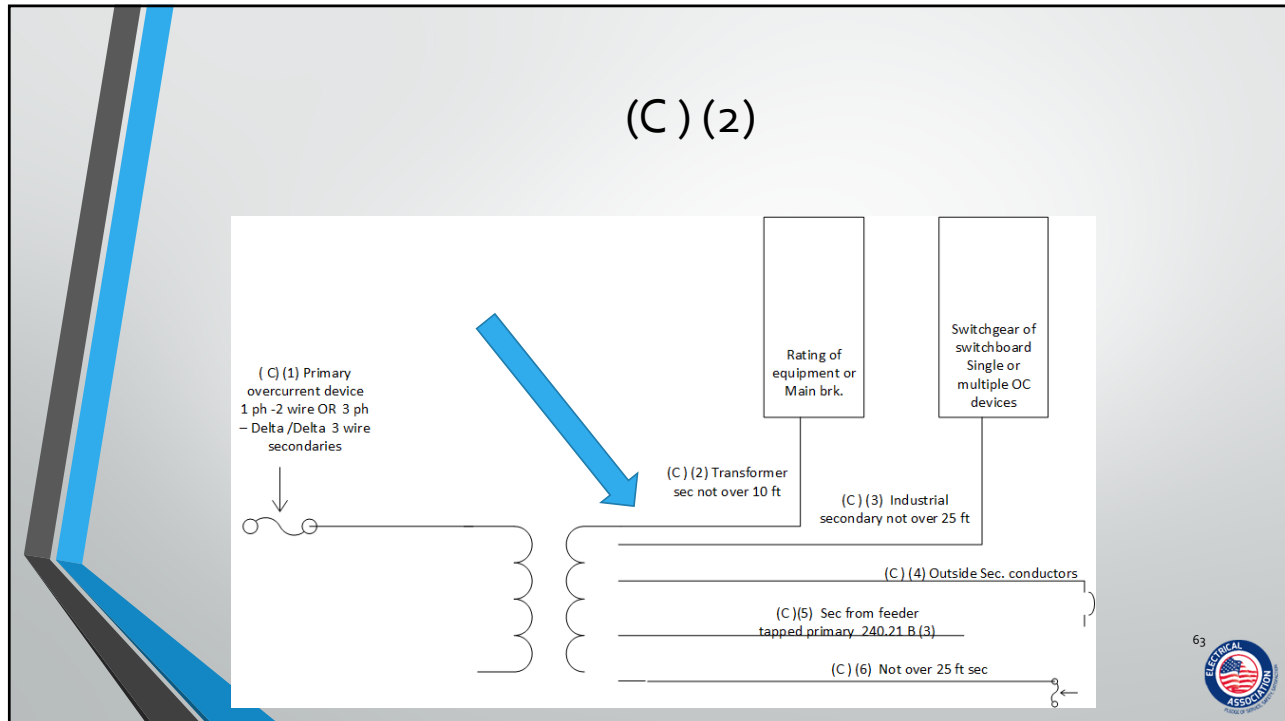 (C ) (2)
Rating of
equipment or
Main brk.
Switchgear of
switchboard
Single or
multiple OC
devices
( C) (1) Primary
overcurrent device
1 ph -2 wire OR 3 ph
– Delta /Delta 3 wire
secondaries
(C ) (2) Transformer
sec not over 10 ft
(C ) (3) Industrial
secondary not over 25 ft
(C ) (4) Outside Sec. conductors
(C )(5) Sec from feeder
tapped primary 240.21 B (3)
(C ) (6) Not over 25 ft sec
63
ELECTRICAL
ASSOCIATION